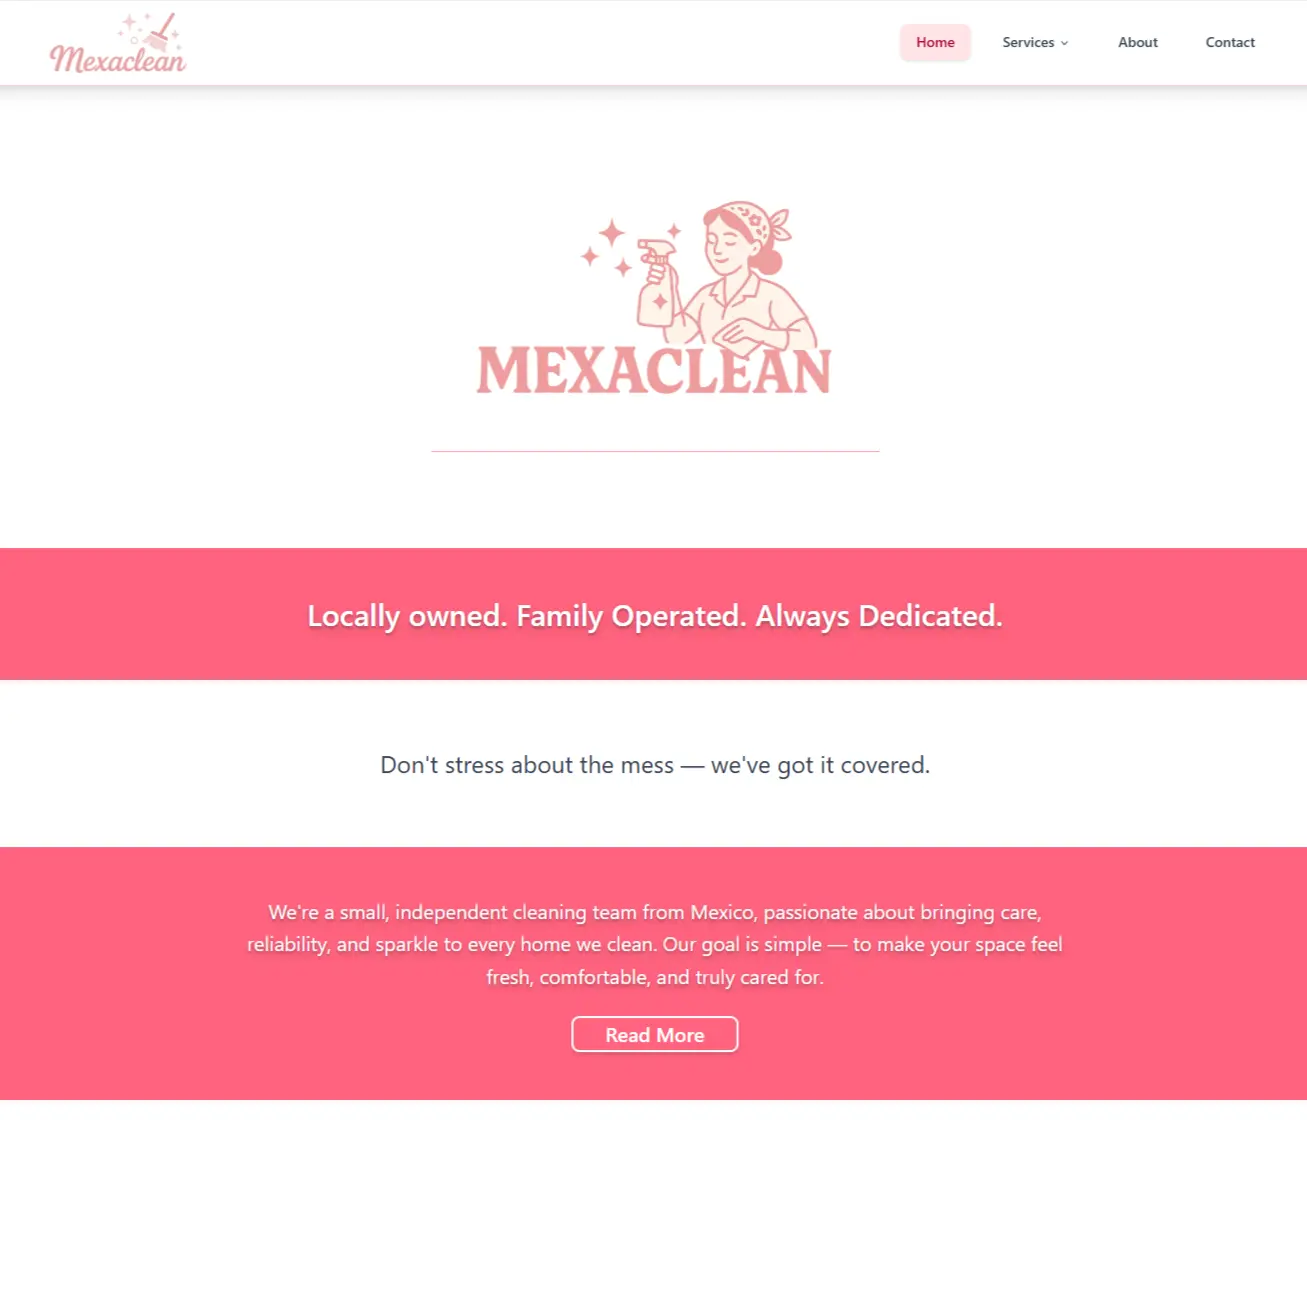 Mexaclean
Home Services About Contact
MEXACLEAN
Locally owned. Family Operated. Always Dedicated.
Don't stress about the mess — we've got it covered.
We're a small, independent cleaning team from Mexico, passionate about bringing care,
reliability, and sparkle to every home we clean. Our goal is simple — to make your space feel
fresh, comfortable, and truly cared for.
Read More